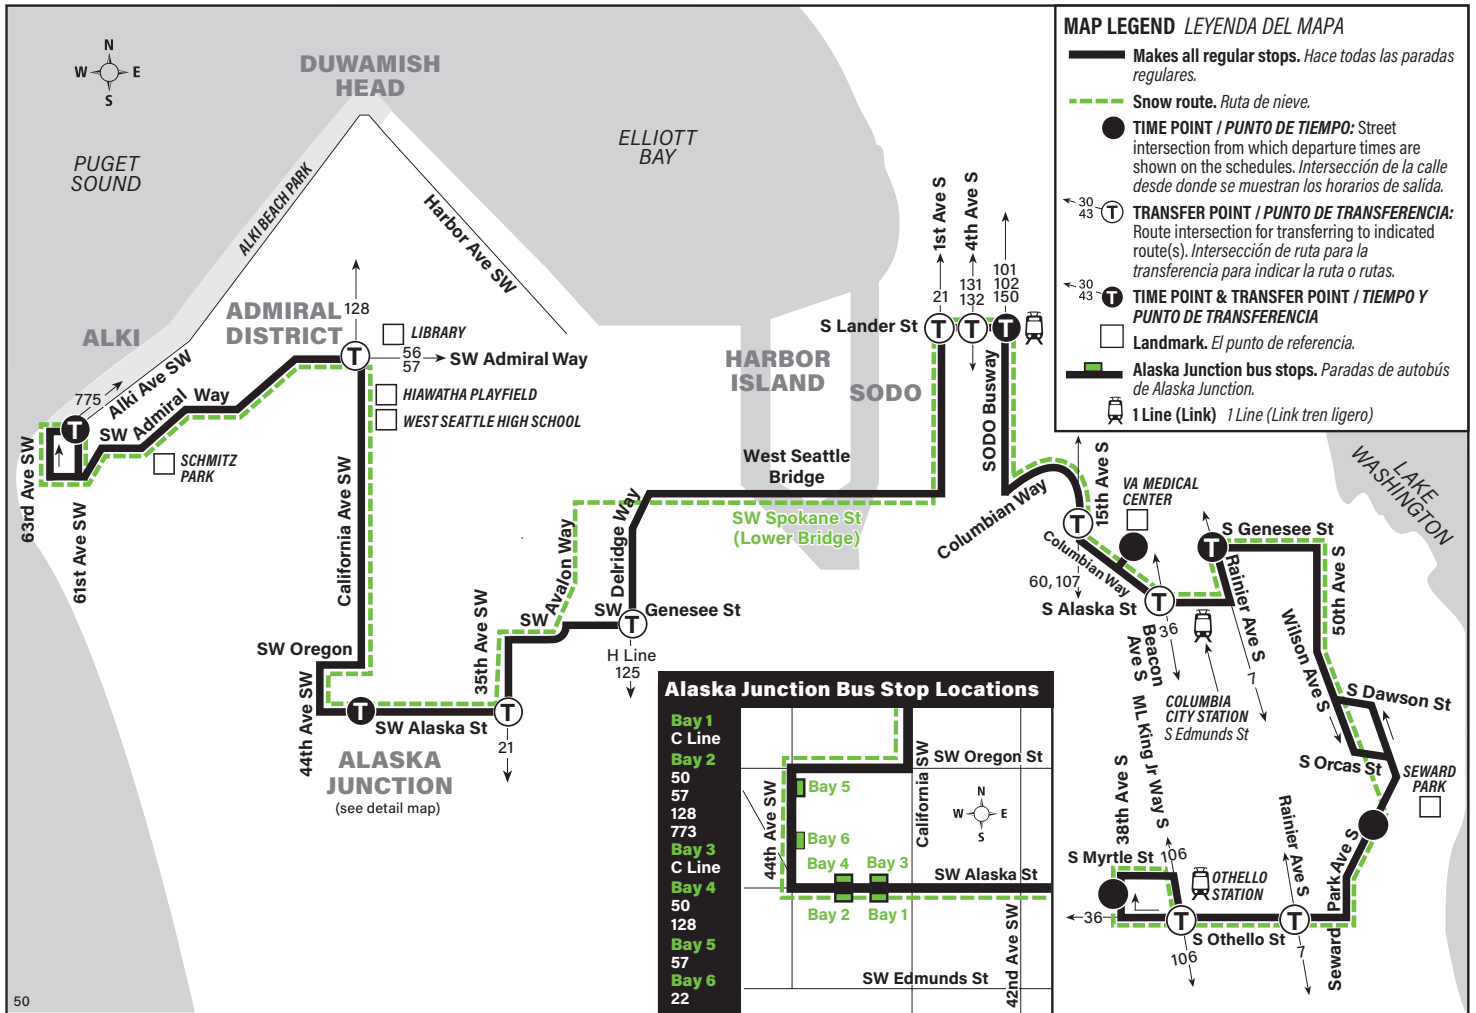 MAP LEGEND LEYENDA DEL MAPA
Makes all regular stops. Hace todas las paradas
regulares.
Snow route. Ruta de nieve.
TIME POINT / PUNTO DE TIEMPO: Street
intersection from which departure times are
shown on the schedules. Intersección de la calle
desde donde se muestran los horarios de salida.
30
43
T
TRANSFER POINT / PUNTO DE TRANSFERENCIA:
Route intersection for transferring to indicated
route(s). Intersección de ruta para la
transferencia para indicar la ruta o rutas.
30
43
T
TIME POINT & TRANSFER POINT / TIEMPO Y
PUNTO DE TRANSFERENCIA
Landmark. El punto de referencia.
Alaska Junction bus stops. Paradas de autobús
de Alaska Junction.
1 Line (Link) 1 Line (Link tren ligero)
N
W E
S
DUWAMISH
HEAD
PUGET
SOUND
ELLIOTT
BAY
ALKI BEACH PARK
Harbor Ave SW
ADMIRAL
DISTRICT
128
LIBRARY
T
56
57
SW Admiral Way
ALKI
775
Alki Ave SW
SW Admiral Way
HIAWATHA PLAYFIELD
WEST SEATTLE HIGH SCHOOL
T
SCHMITZ
PARK
63rd Ave SW
61st Ave SW
California Ave SW
SW Oregon
44th Ave SW
T
SW Alaska St
ALASKA
JUNCTION
(see detail map)
T
21
35th Ave SW
SW Avalon Way
Delridge Way
SW Genesee St
T
H Line
125
West Seattle
Bridge
SW Spokane St
(Lower Bridge)
HARBOR
ISLAND
SODO
S Lander St
1st Ave S
4th Ave S
21
131
132
101
102
150
T
T
T
SODO Busway
Columbian Way
15th Ave S
T
Columbian Way
60, 107
VA MEDICAL
CENTER
S Alaska St
T
36
Beacon
Ave S
T
S Genesee St
Rainier Ave S
7
COLUMBIA
CITY STATION
S Edmunds St
50th Ave S
Wilson Ave S
S Dawson St
S Orcas St
SEWARD
PARK
LAKE
WASHINGTON
ML King Jr Way S
38th Ave S
S Myrtle St
106
OTHELLO
STATION
36
T
106
S Othello St
Rainier Ave S
T
7
Seward Park Ave S
Alaska Junction Bus Stop Locations
Bay 1
C Line
Bay 2
50
57
128
773
Bay 3
C Line
Bay 4
50
128
Bay 5
57
Bay 6
22
SW Oregon St
44th Ave SW
California SW
Bay 5
Bay 6
Bay 4
Bay 3
Bay 2
Bay 1
SW Alaska St
N
W E
S
42nd Ave SW
SW Edmunds St
50